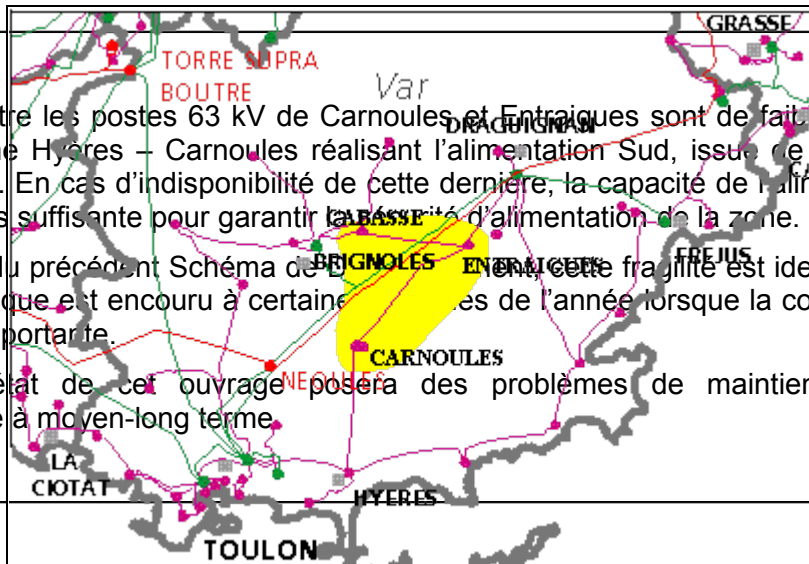 GRASSE
TORRE SUPRA
BOUTRE
Var
tre les postes 63 kV de Carnoules et Entraigues sont de faib
DRAGUIGNAN
e Hyères – Carnoules réalisant l'alimentation Sud, issue de
. En cas d'indisponibilité de cette dernière, la capacité de l'alim
s suffisante pour garantir la sécurité d'alimentation de la zone.
CABASSE
FREJUS
BRIGNOLES
ENTRAIGUES
u précédent Schéma de D ent, cette fragilité est ide
que est encouru à certaine es de l'année lorsque la co
portante.
CARNOULES
NEOULES
état de cet ouvrage posera des problèmes de maintien
e à moyen-long terme.
LA
CIOTAT
HYERES
TOULON